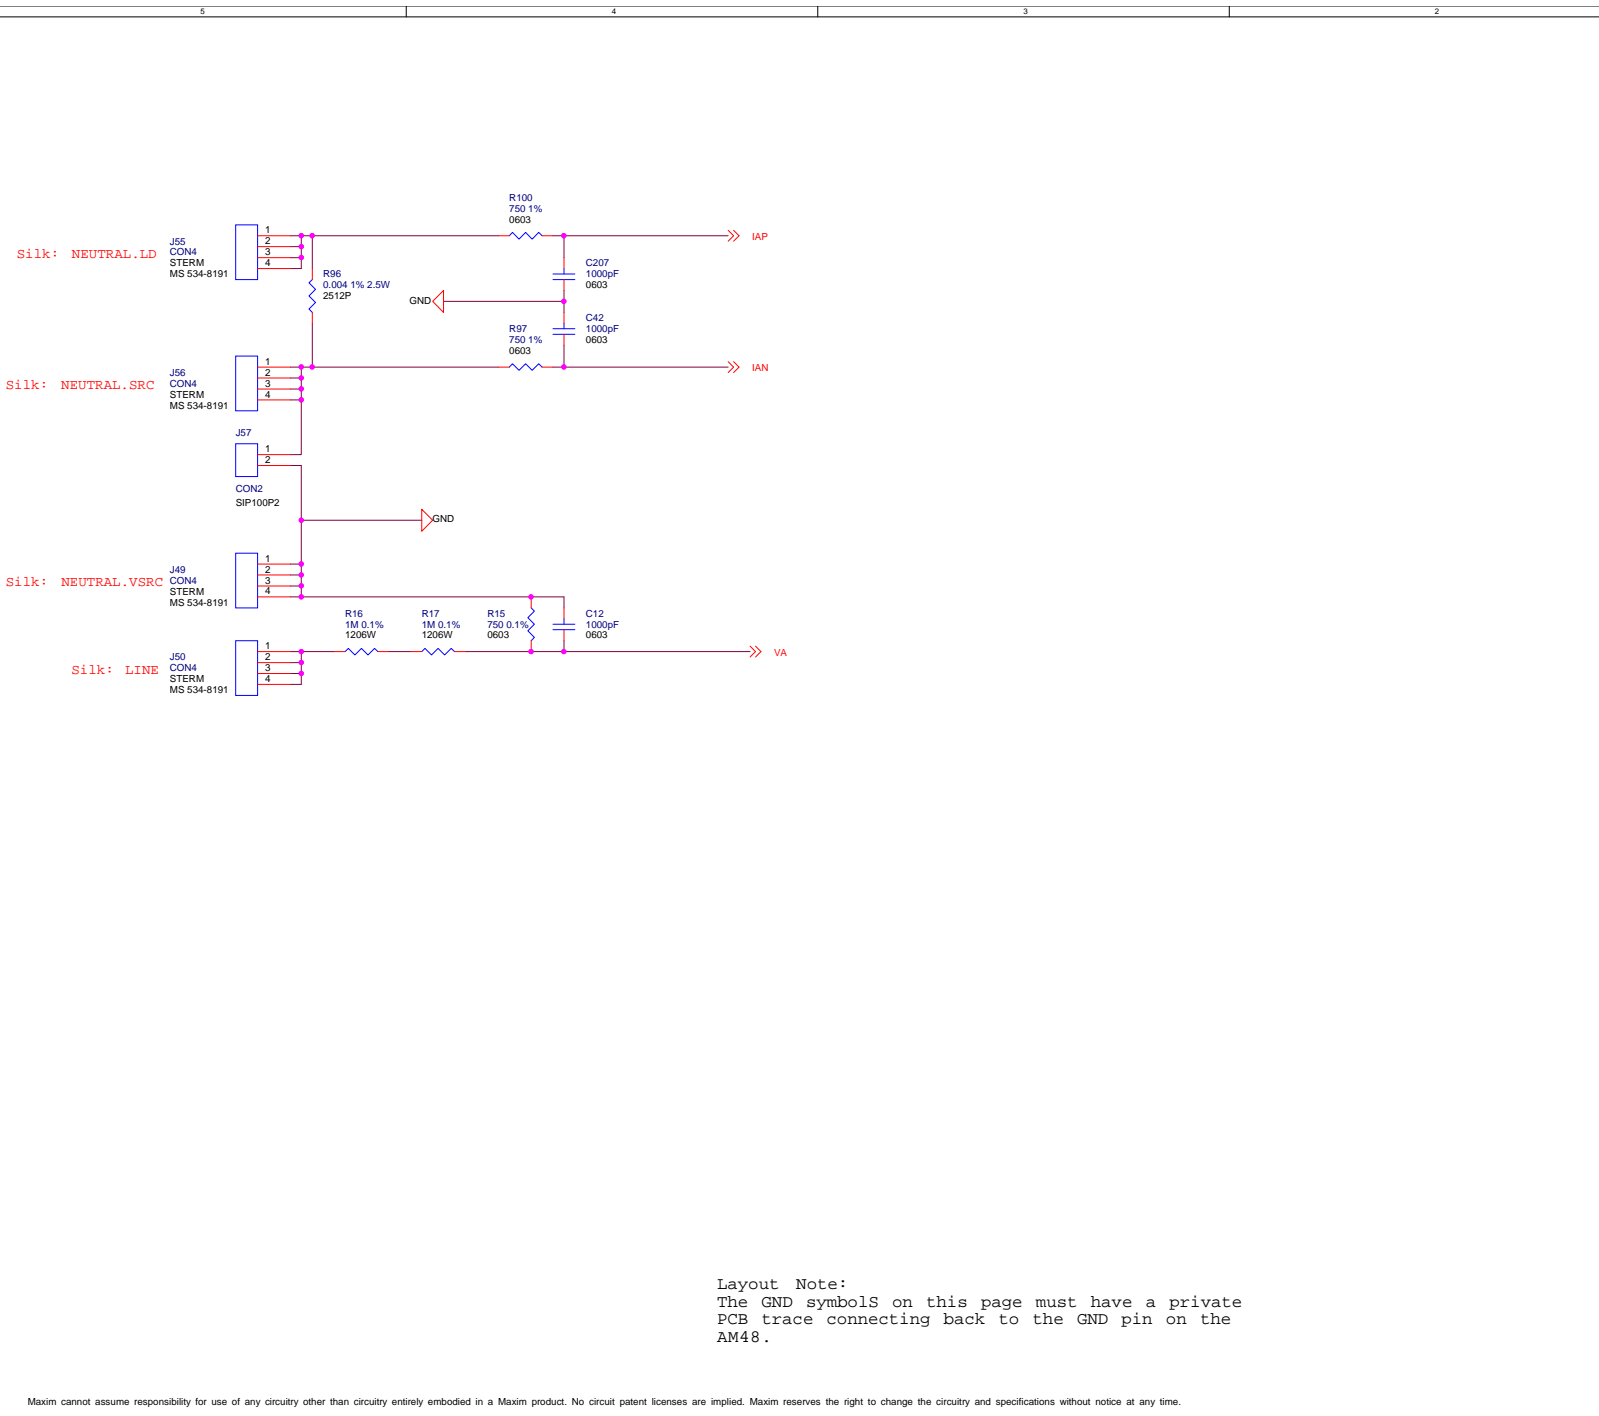 5 4 3 2
R100
750 1%
0603
1
2
3
4
J55
CON4
STERM
MS 534-8191
Silk: NEUTRAL.LD
IAP
C207
1000pF
0603
R96
0.004 1% 2.5W
2512P
GND
C42
1000pF
0603
R97
750 1%
0603
1
2
3
4
J56
CON4
STERM
MS 534-8191
Silk: NEUTRAL.SRC
IAN
J57
1
2
CON2
SIP100P2
GND
1
2
3
4
J49
CON4
STERM
MS 534-8191
Silk: NEUTRAL.VSRC
R16
1M 0.1%
1206W
R17
1M 0.1%
1206W
R15
750 0.1%
0603
C12
1000pF
0603
1
2
3
4
J50
CON4
STERM
MS 534-8191
Silk: LINE
VA
Layout Note:
The GND symbolS on this page must have a private
PCB trace connecting back to the GND pin on the
AM48.
Maxim cannot assume responsibility for use of any circuitry other than circuitry entirely embodied in a Maxim product. No circuit patent licenses are implied. Maxim reserves the right to change the circuitry and specifications without notice at any time.